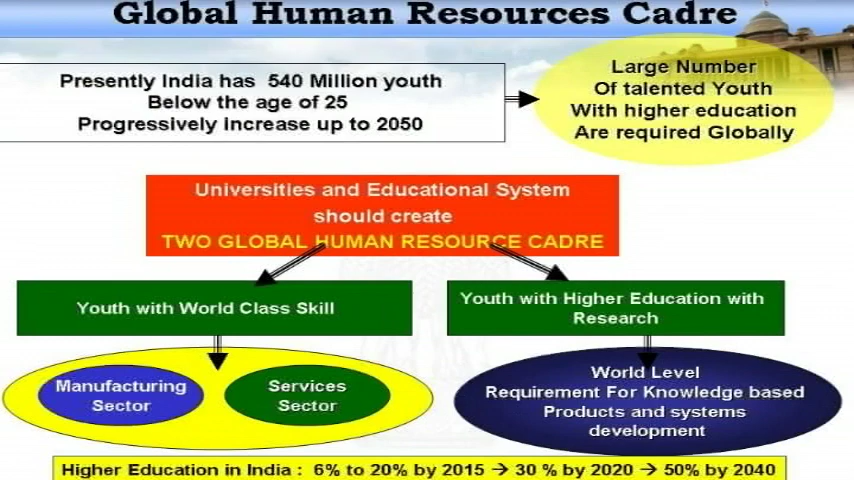 Global Human Resources Cadre
Presently India has 540 Million youth
Below the age of 25
Progressively increase up to 2050
Large Number
Of talented Youth
With higher education
Are required Globally
Universities and Educational System
should create
TWO GLOBAL HUMAN RESOURCE CADRE
Youth with World Class Skill
Youth with Higher Education with
Research
Manufacturing
Sector
Services
Sector
World Level
Requirement For Knowledge based
Products and systems
development
Higher Education in India : 6% to 20% by 2015 → 30 % by 2020 → 50% by 2040